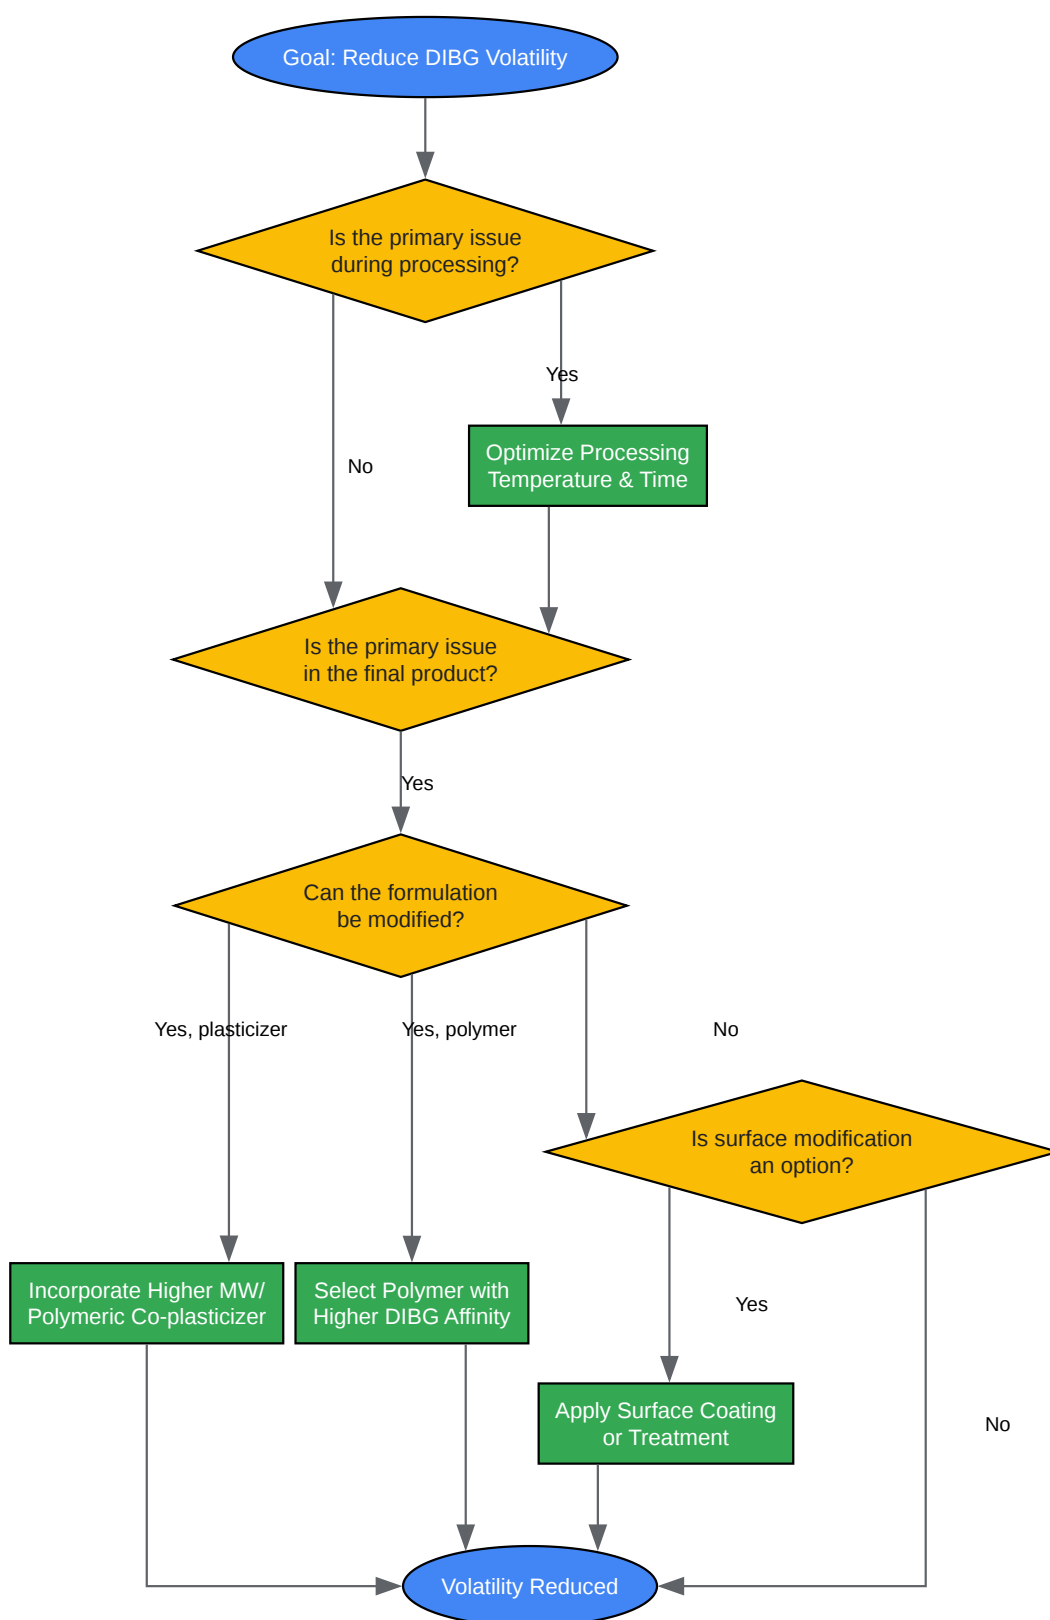 Goal: Reduce DIBG Volatility
Is the primary issue
during processing?
Yes
No
Optimize Processing
Temperature & Time
Is the primary issue
in the final product?
Yes
Can the formulation
be modified?
Yes, plasticizer
Yes, polymer
No
Is surface modification
an option?
Incorporate Higher MW/
Polymeric Co-plasticizer
Select Polymer with
Higher DIBG Affinity
Yes
Apply Surface Coating
or Treatment
No
Volatility Reduced